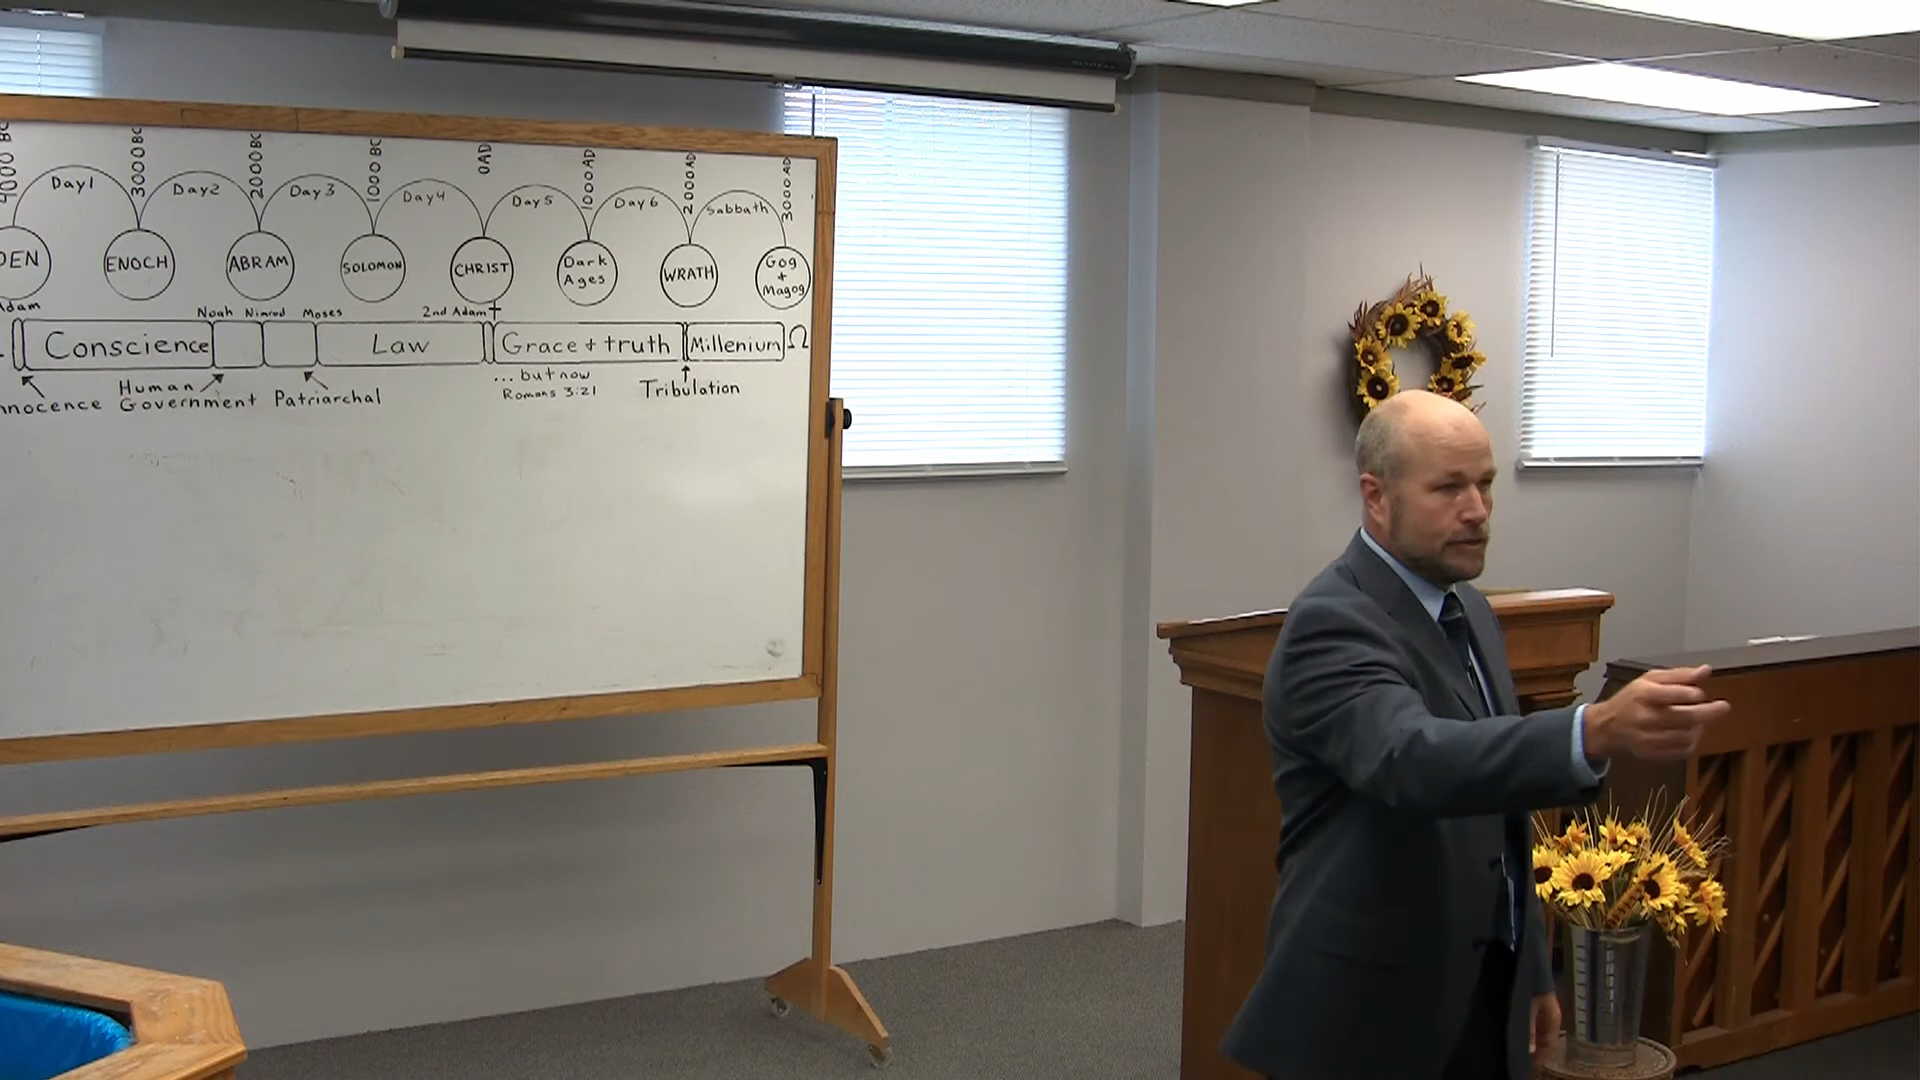 4000 BC 3000BC 2000BC 1000 BC 0AD 1000AD 2000AD 3000 AD
Day1 Day2 Day3 Day4 Day5 Day6 Sabbath
DEN ENOCH ABRAM SOLOMON CHRIST Dark Ages WRATH Gog + Magog
Adam Noah Nimrod Moses 2nd Adam †
Conscience Law Grace + truth Millenium Ω
nnocence Human Government Patriarchal ...but now Tribulation
Romans 3:21